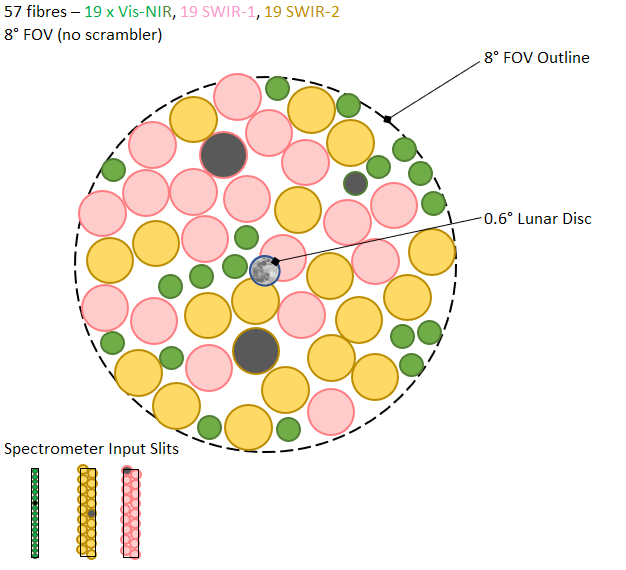 57 fibres – 19 x Vis-NIR, 19 SWIR-1, 19 SWIR-2
8° FOV (no scrambler)
8° FOV Outline
0.6° Lunar Disc
Spectrometer Input Slits